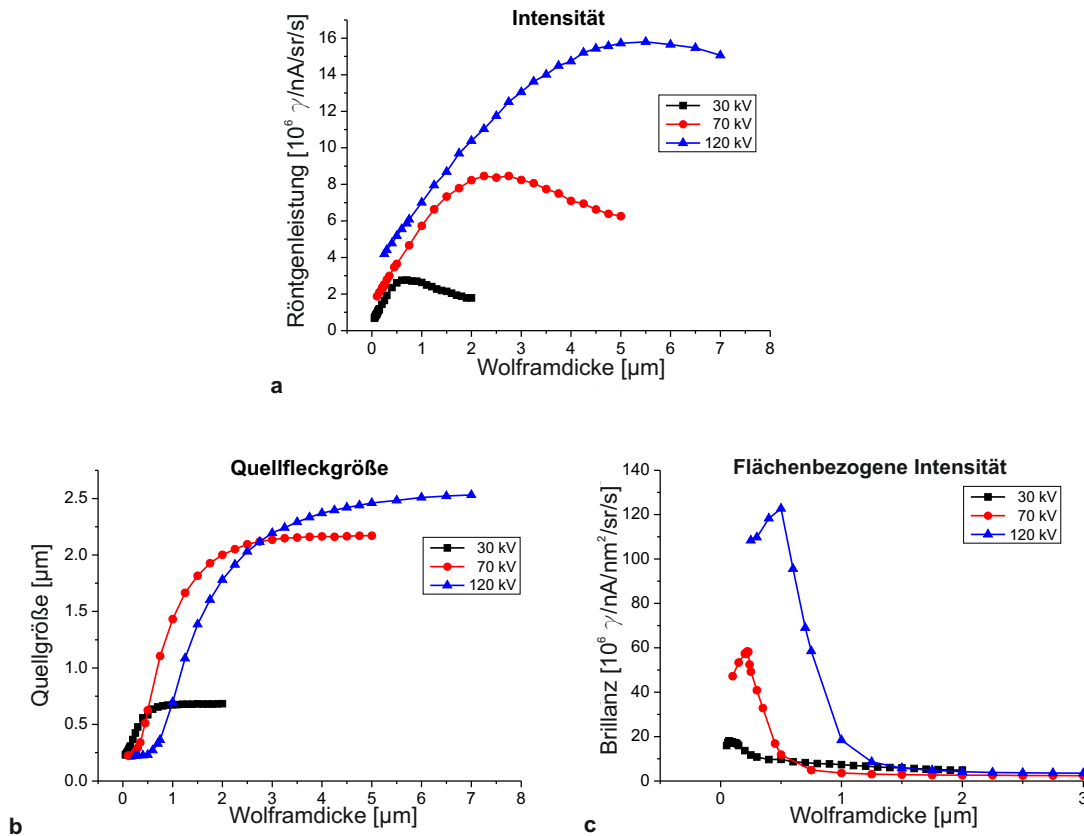 Intensität
Röntgenleistung [10⁶ γ/nA/sr/s]
16
14
12
10
8
6
4
2
0
30 kV
70 kV
120 kV
0 1 2 3 4 5 6 7 8
Wolframdicke [µm]
a
Quellfleckgröße
Quellgröße [µm]
2.5
2.0
1.5
1.0
0.5
0.0
30 kV
70 kV
120 kV
0 1 2 3 4 5 6 7 8
Wolframdicke [µm]
b
Flächenbezogene Intensität
Brillanz [10⁶ γ/nA/nm²/sr/s]
140
120
100
80
60
40
20
0
30 kV
70 kV
120 kV
0 1 2 3
Wolframdicke [µm]
c